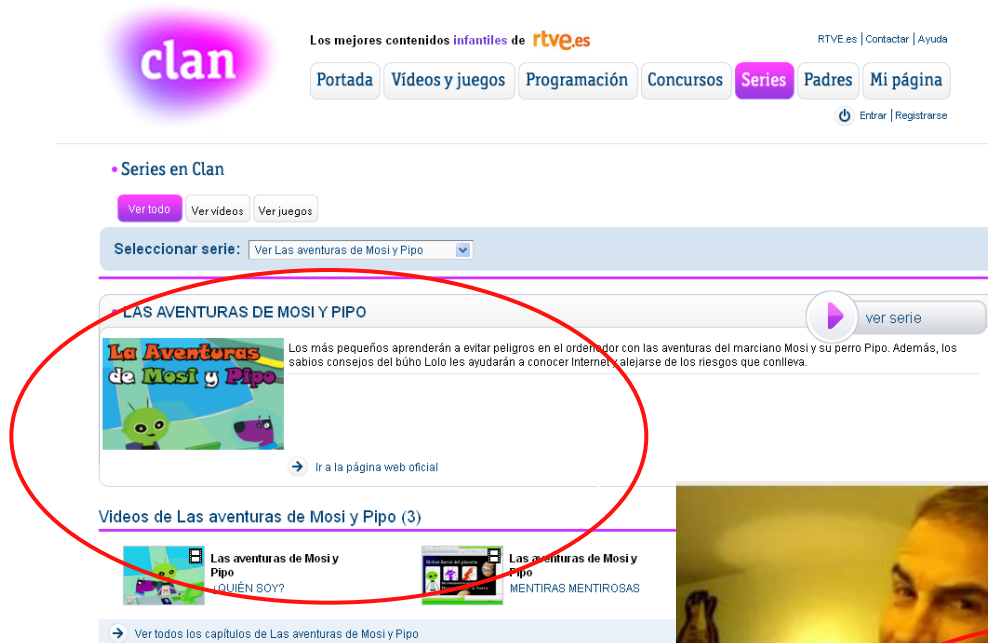 clan
Los mejores contenidos infantiles de rtve.es
RTVE.es | Contactar | Ayuda
Portada Vídeos y juegos Programación Concursos Series Padres Mi página
Entrar | Registrarse
• Series en Clan
Ver todo Ver vídeos Ver juegos
Seleccionar serie: Ver Las aventuras de Mosi y Pipo
• LAS AVENTURAS DE MOSI Y PIPO
ver serie
La Aventuras
de Mosi y Pipo
Los más pequeños aprenderán a evitar peligros en el ordenador con las aventuras del marciano Mosi y su perro Pipo. Además, los
sabios consejos del búho Lolo les ayudarán a conocer Internet y alejarse de los riesgos que conlleva.
Ir a la página web oficial
Videos de Las aventuras de Mosi y Pipo (3)
Las aventuras de Mosi y
Pipo
¿QUIÉN SOY?
Las aventuras de Mosi y
Pipo
MENTIRAS MENTIROSAS
Ver todos los capítulos de Las aventuras de Mosi y Pipo